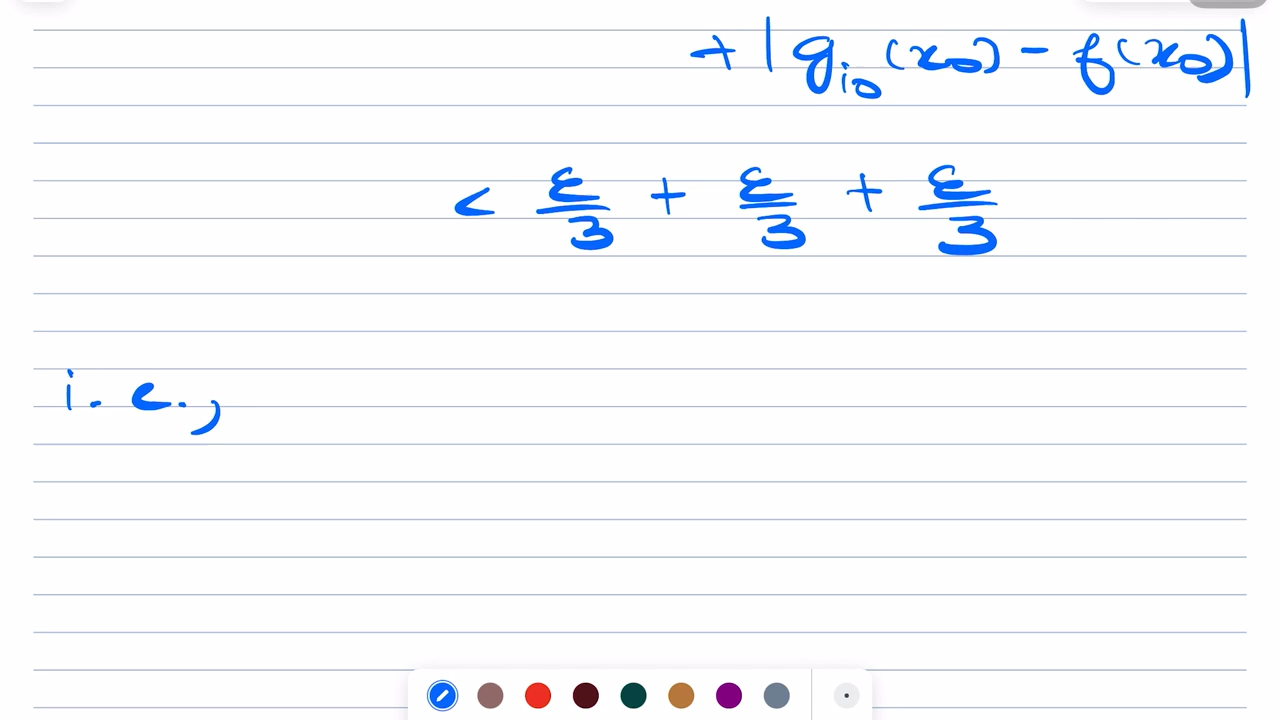 + |g_{i_0}(x_0) - f(x_0)|
< ε/3 + ε/3 + ε/3
i.e.,